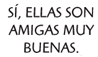 SÍ, ELLAS SON
AMIGAS MUY
BUENAS.